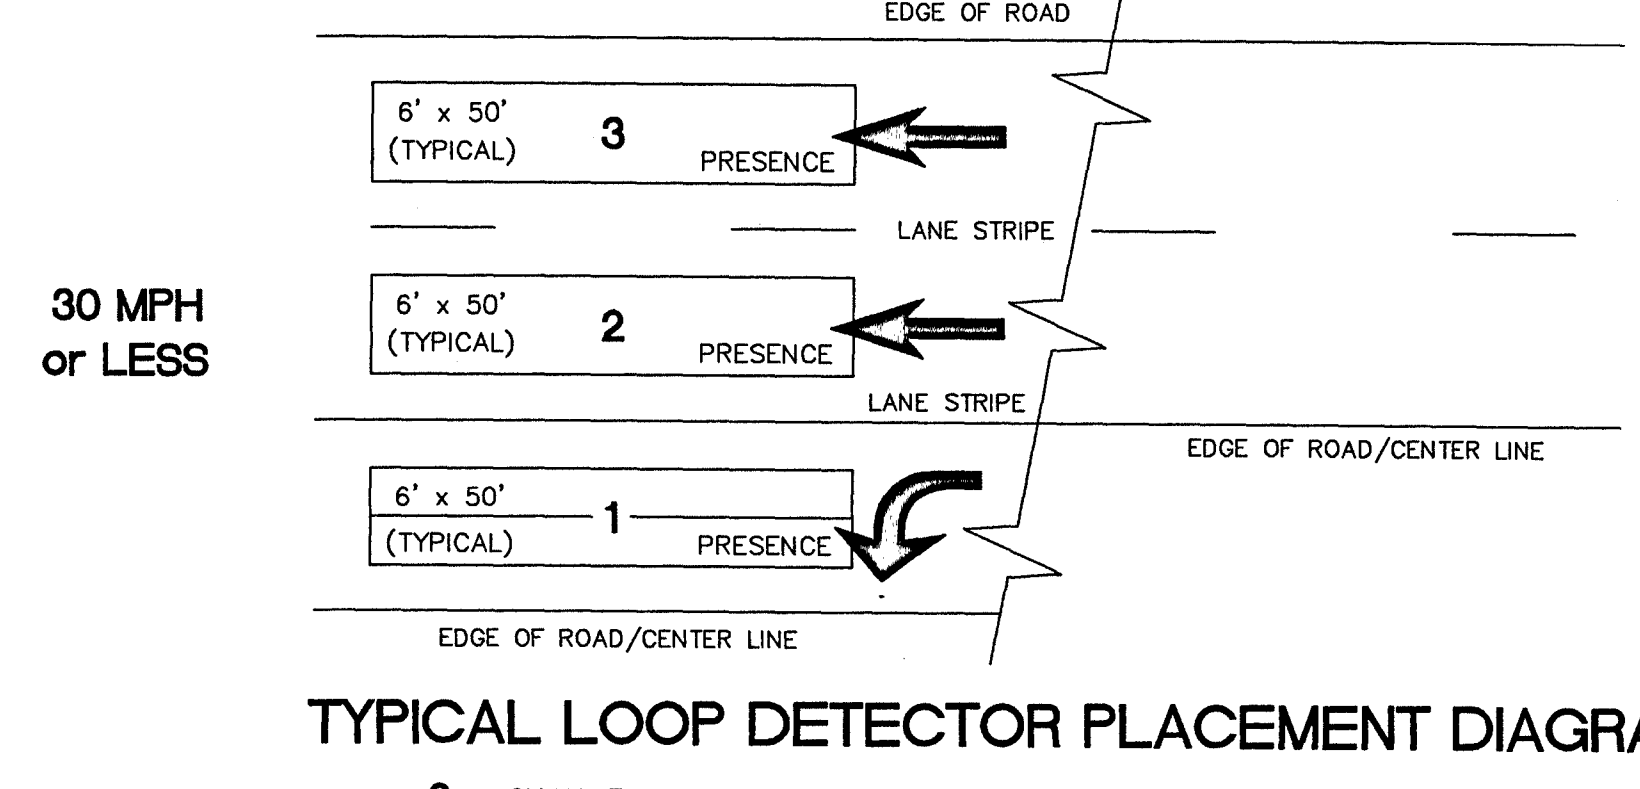 EDGE OF ROAD
6' x 50'
(TYPICAL)
3
PRESENCE
LANE STRIPE
30 MPH
or LESS
6' x 50'
(TYPICAL)
2
PRESENCE
LANE STRIPE
EDGE OF ROAD/CENTER LINE
6' x 50'
(TYPICAL)
1
PRESENCE
EDGE OF ROAD/CENTER LINE
TYPICAL LOOP DETECTOR PLACEMENT